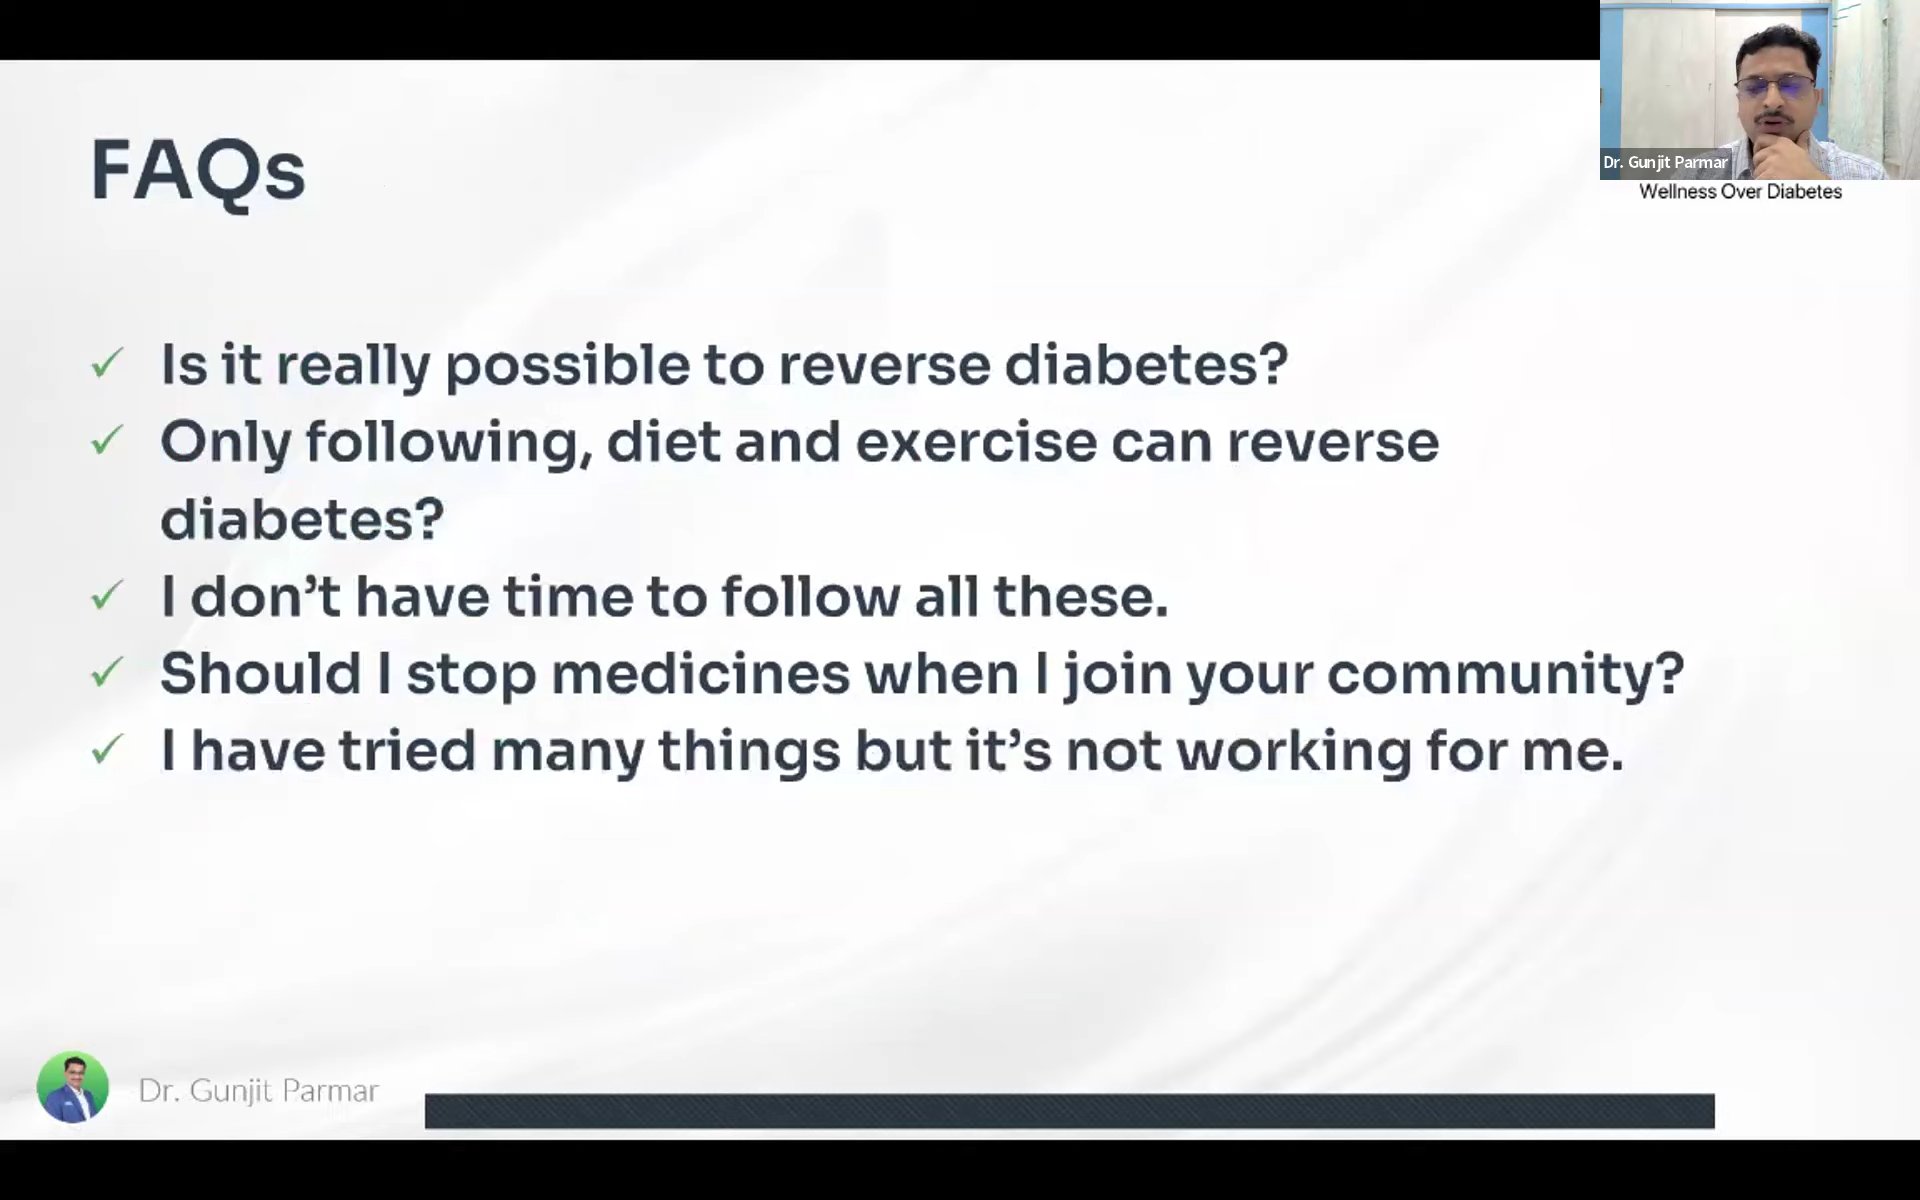 Dr. Gunjit Parmar
Wellness Over Diabetes
FAQs
✓ Is it really possible to reverse diabetes?
✓ Only following, diet and exercise can reverse
diabetes?
✓ I don’t have time to follow all these.
✓ Should I stop medicines when I join your community?
✓ I have tried many things but it’s not working for me.
Dr. Gunjit Parmar